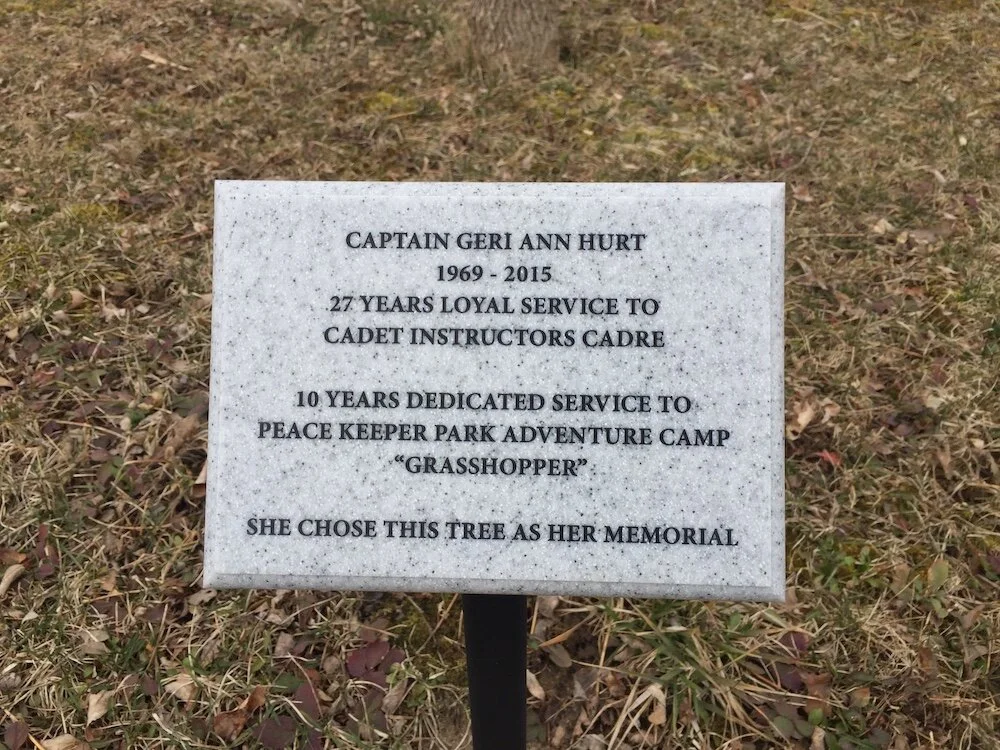 CAPTAIN GERI ANN HURT
1969 - 2015
27 YEARS LOYAL SERVICE TO
CADET INSTRUCTORS CADRE
10 YEARS DEDICATED SERVICE TO
PEACE KEEPER PARK ADVENTURE CAMP
“GRASSHOPPER”
SHE CHOSE THIS TREE AS HER MEMORIAL